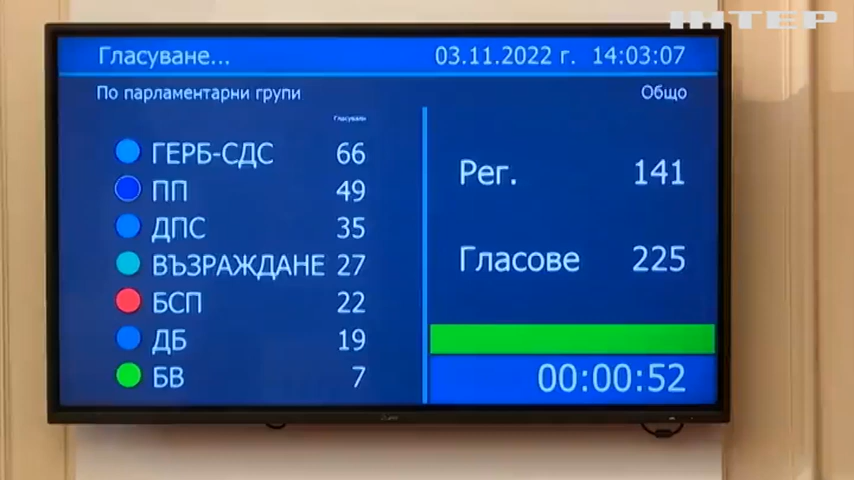 ІНТЕР
Гласуване... 03.11.2022 г. 14:03:07
По парламентарни групи Общо
Гласували
ГЕРБ-СДС 66
ПП 49
ДПС 35
ВЪЗРАЖДАНЕ 27
БСП 22
ДБ 19
БВ 7
Рег. 141
Гласове 225
00:00:52